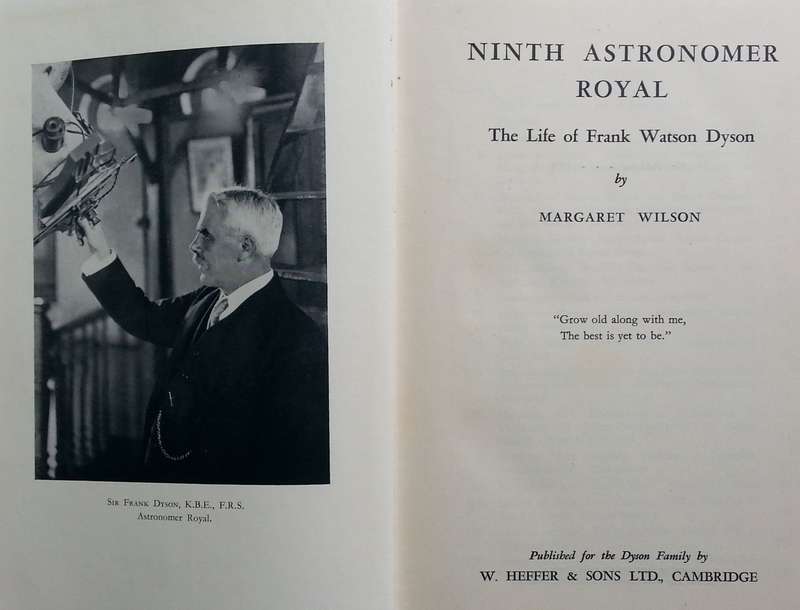 Sir Frank Dyson, K.B.E., F.R.S.
Astronomer Royal.
NINTH ASTRONOMER
ROYAL
The Life of Frank Watson Dyson
by
MARGARET WILSON
“Grow old along with me,
The best is yet to be.”
Published for the Dyson Family by
W. HEFFER & SONS LTD., CAMBRIDGE